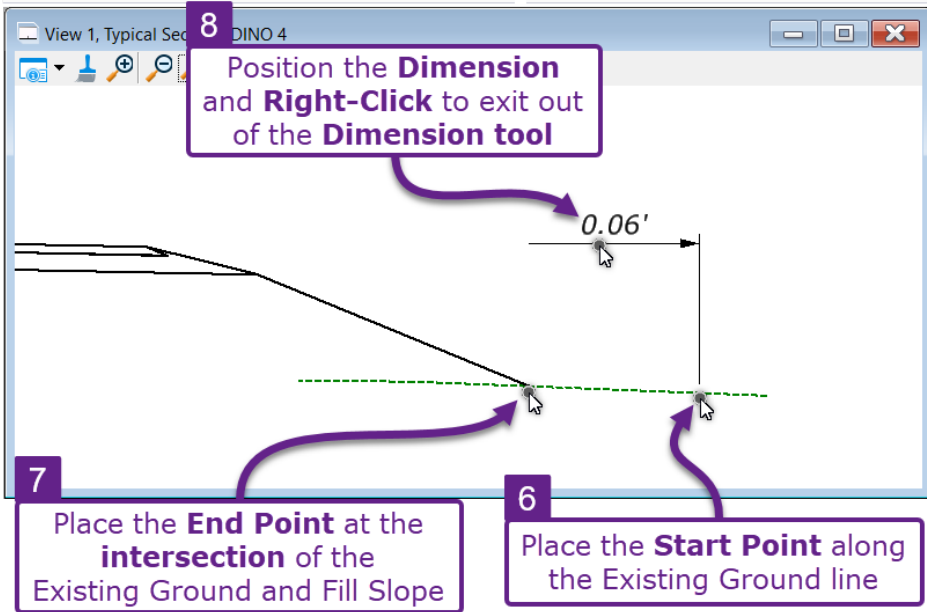 View 1, Typical Sec DINO 4
8
Position the Dimension
and Right-Click to exit out
of the Dimension tool
0.06'
7
Place the End Point at the
intersection of the
Existing Ground and Fill Slope
6
Place the Start Point along
the Existing Ground line